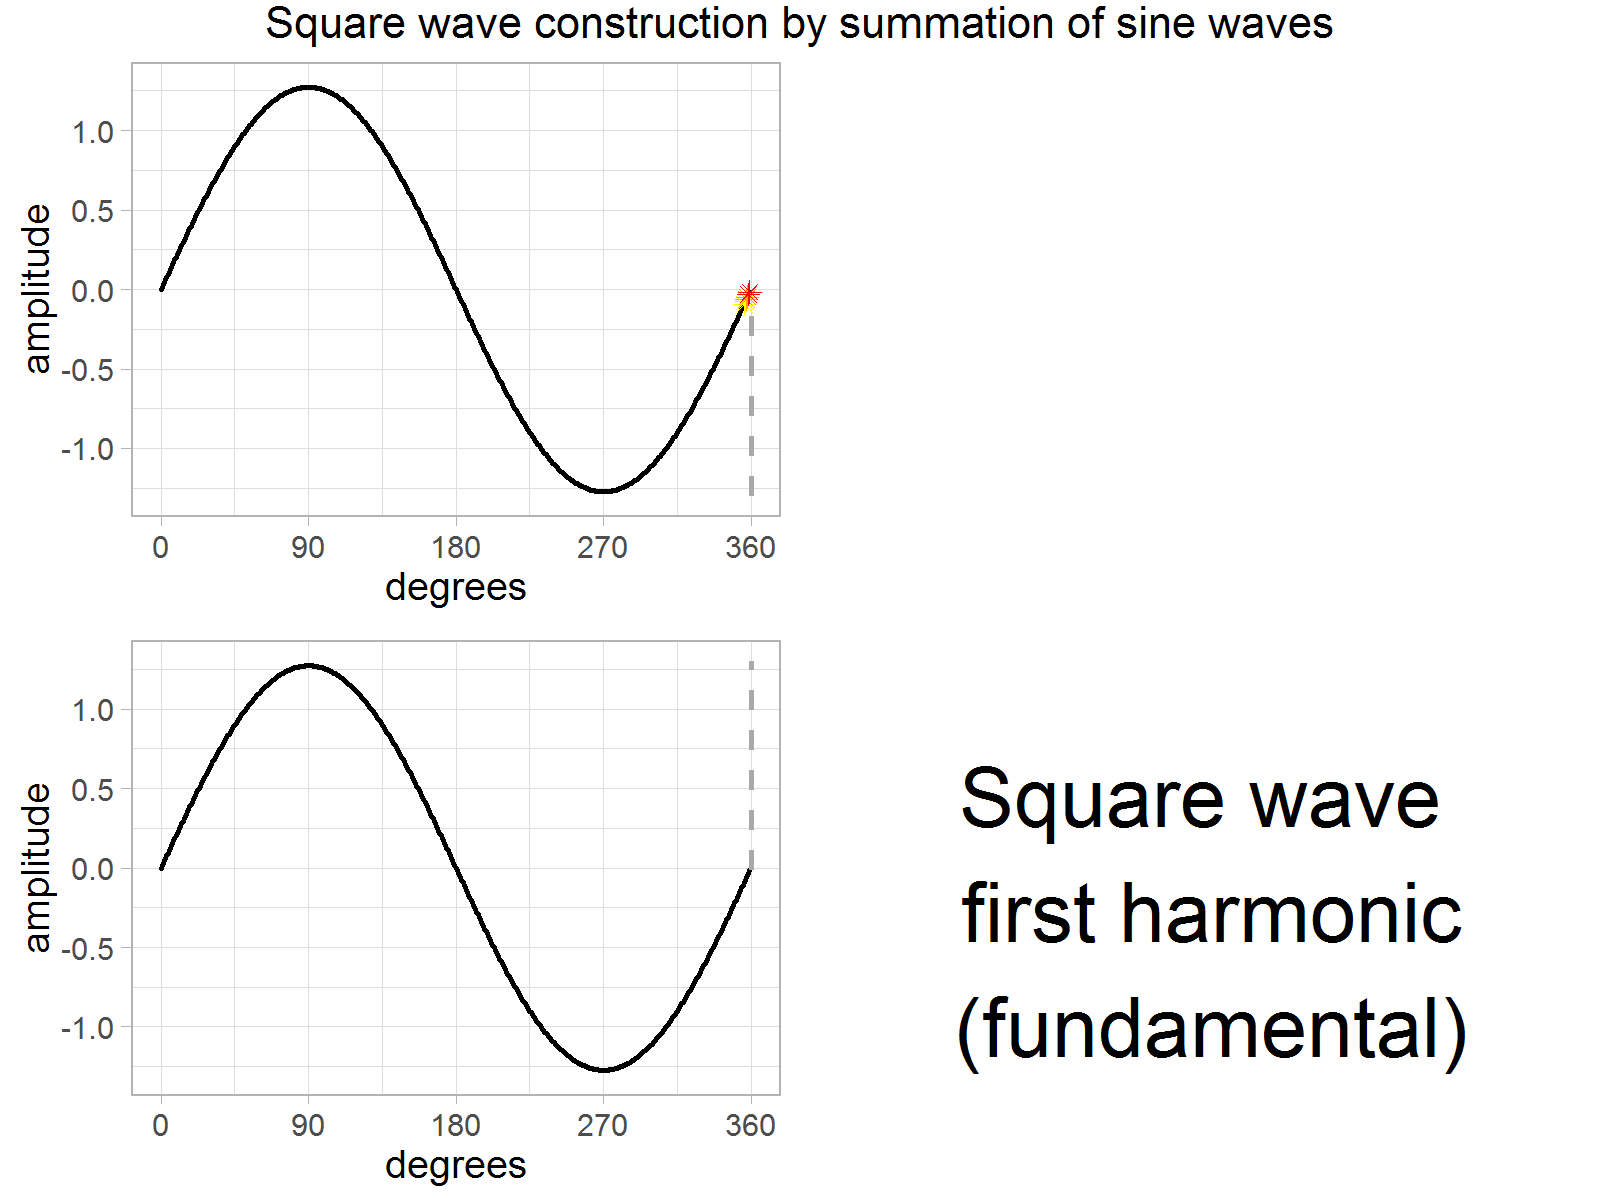 Square wave construction by summation of sine waves
amplitude
1.0
0.5
0.0
-0.5
-1.0
0 90 180 270 360
degrees
amplitude
1.0
0.5
0.0
-0.5
-1.0
0 90 180 270 360
degrees
Square wave
first harmonic
(fundamental)